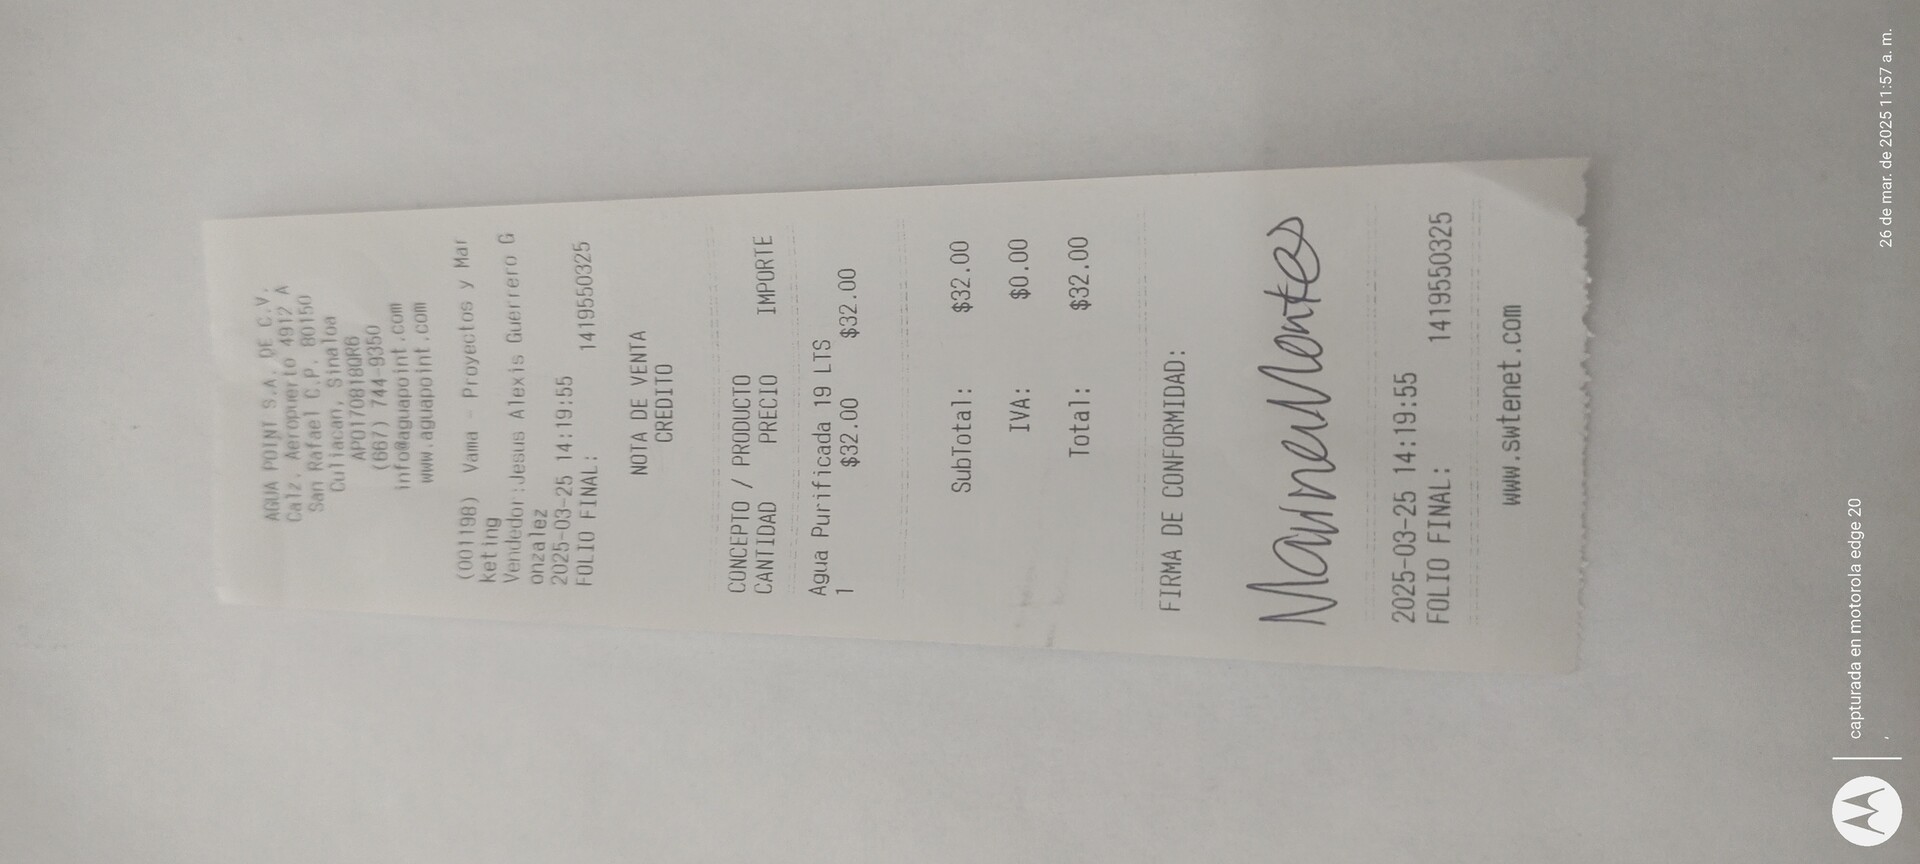 AGUA POINT S.A. DE C.V.
Calz. Aeropuerto 4912 A
San Rafael C.P. 80150
Culiacan, Sinaloa
APO170818QR6
(667) 744-9350
info@aguapoint.com
www.aguapoint.com
(001198) Vama - Proyectos y Mar
keting
Vendedor:Jesus Alexis Guerrero G
onzalez
2025-03-25 14:19:55
FOLIO FINAL: 1419550325
NOTA DE VENTA
CREDITO
CONCEPTO / PRODUCTO
CANTIDAD PRECIO IMPORTE
Agua Purificada 19 LTS
1 $32.00 $32.00
SubTotal: $32.00
IVA: $0.00
Total: $32.00
FIRMA DE CONFORMIDAD:
Montes
2025-03-25 14:19:55
FOLIO FINAL: 1419550325
www.swtenet.com
capturada en motorola edge 20
26 de mar. de 2025 11:57 a. m.